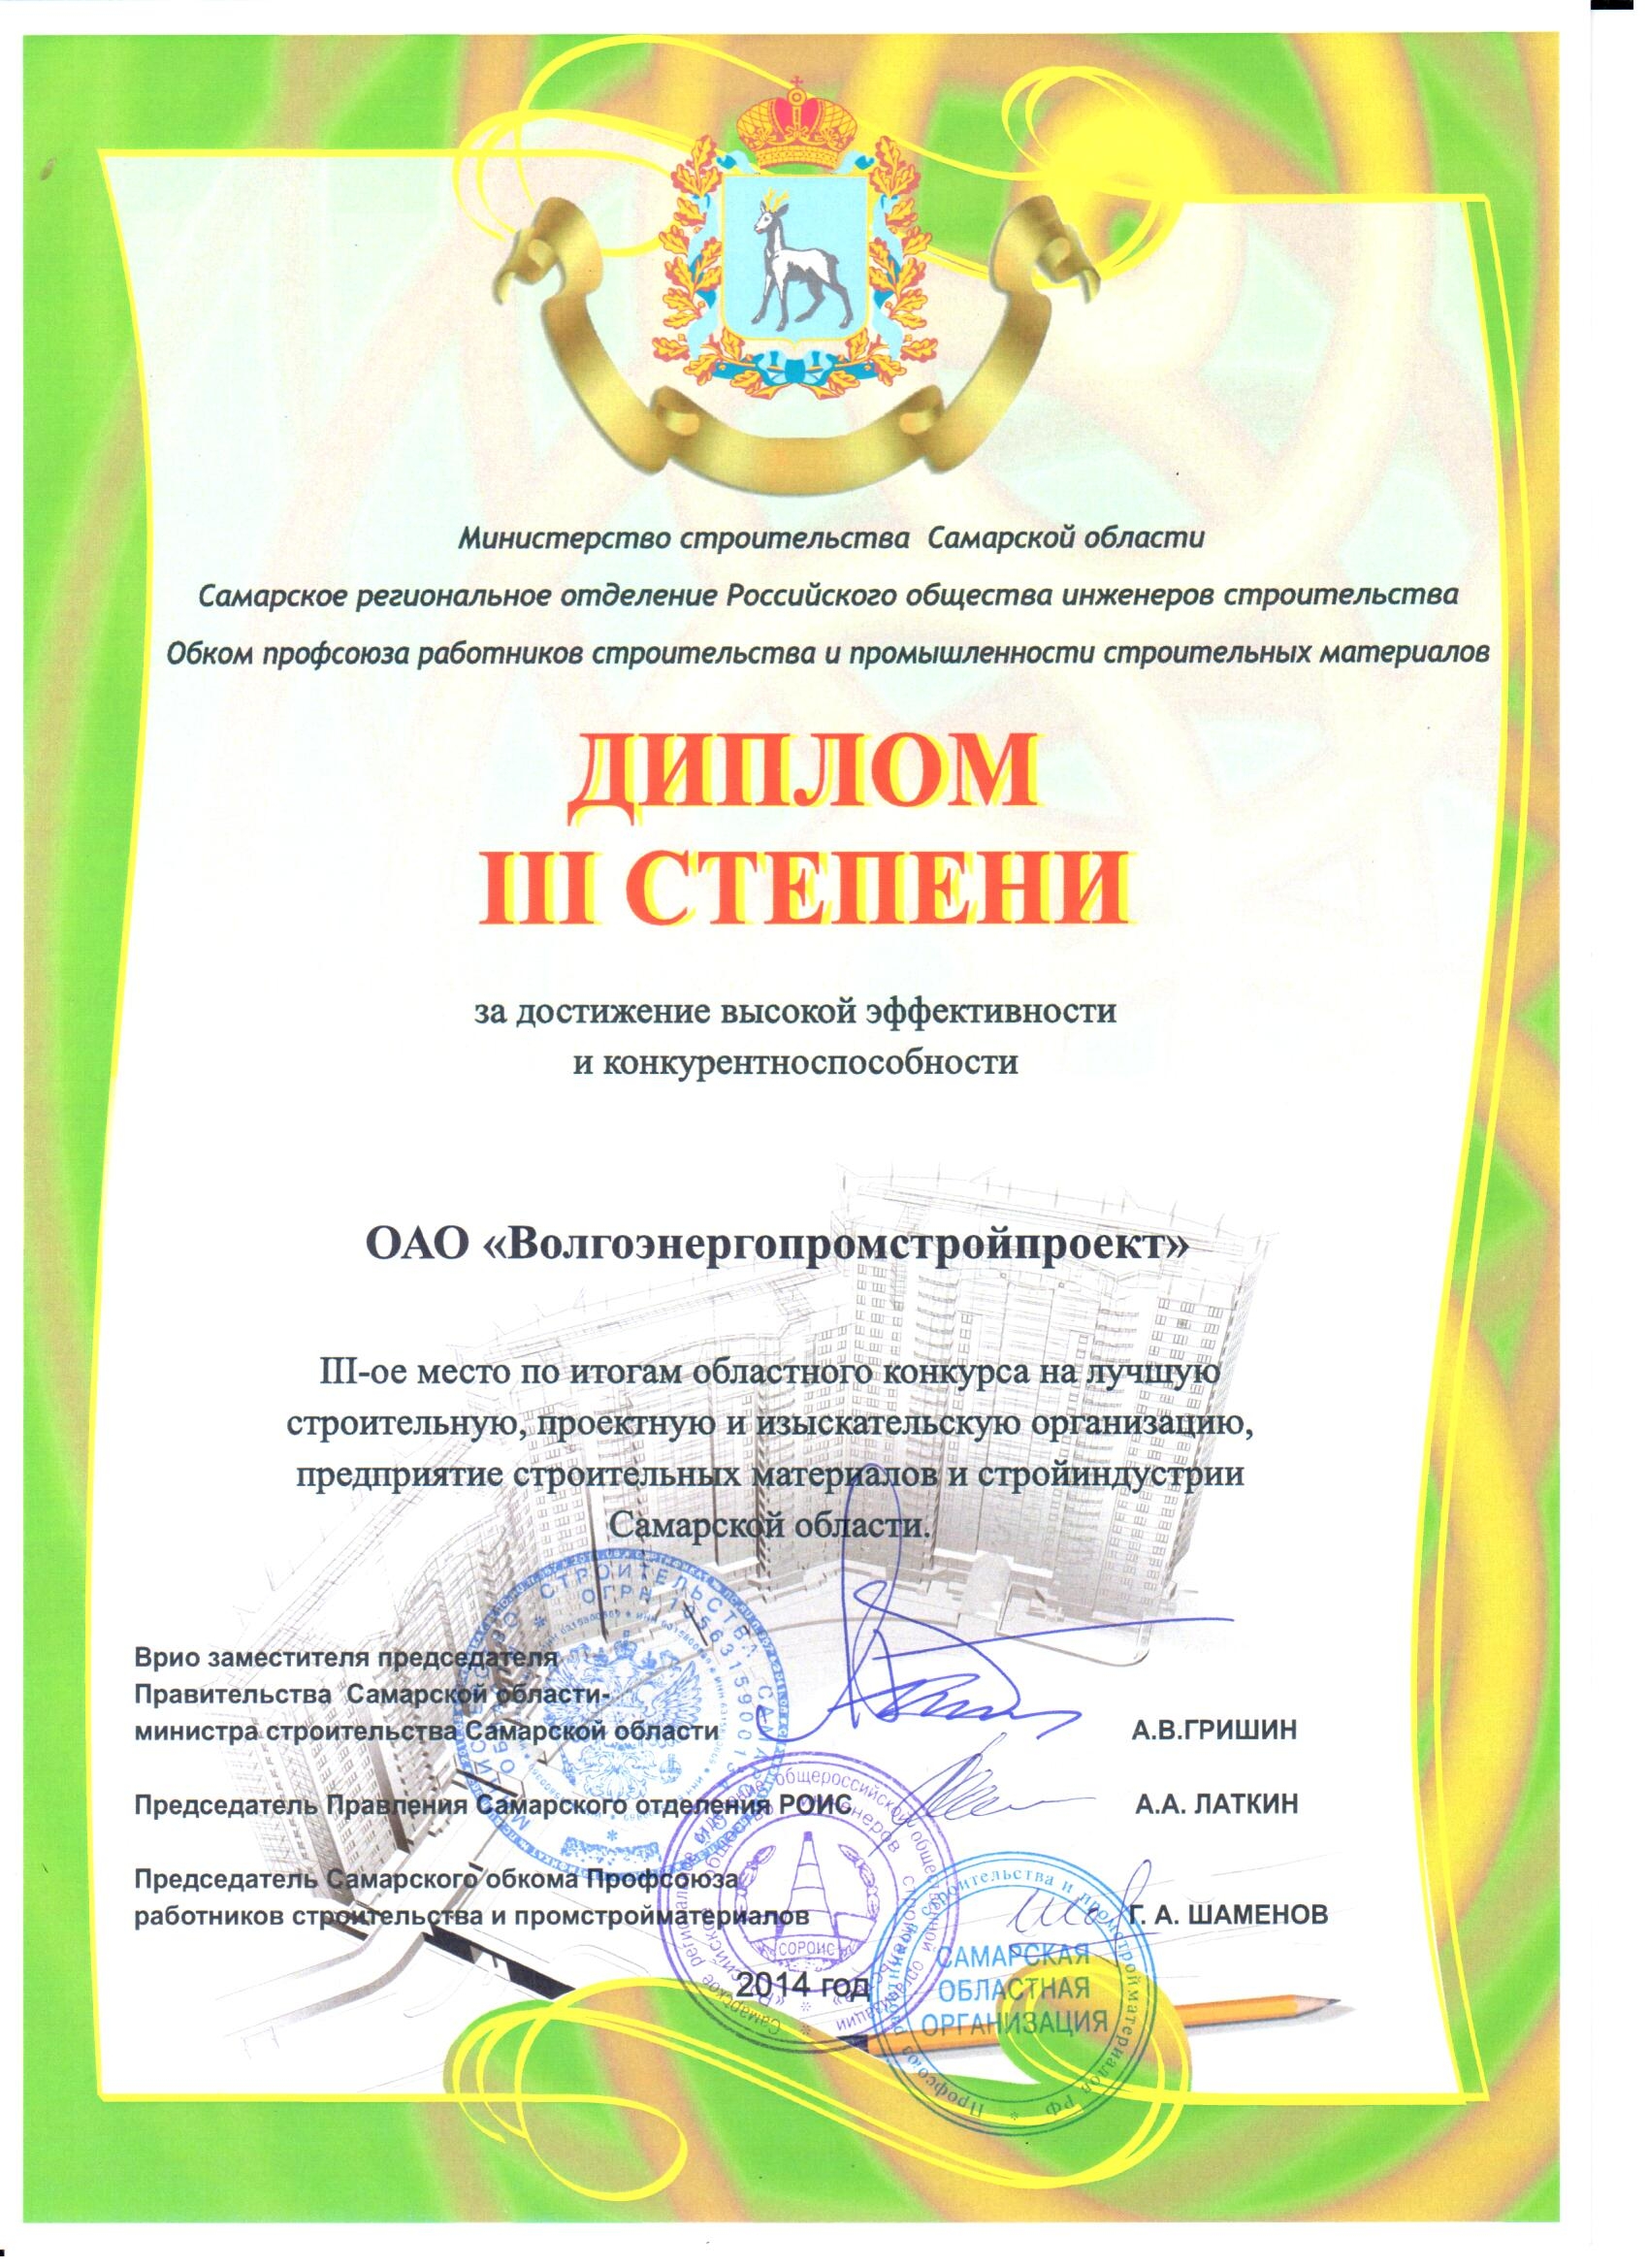 Министерство строительства Самарской области
Самарское региональное отделение Российского общества инженеров строительства
Обком профсоюза работников строительства и промышленности строительных материалов
ДИПЛОМ
III СТЕПЕНИ
за достижение высокой эффективности
и конкурентноспособности
ОАО «Волгоэнергопромстройпроект»
III-ое место по итогам областного конкурса на лучшую
строительную, проектную и изыскательскую организацию,
предприятие строительных материалов и стройиндустрии
Самарской области.
Врио заместителя председателя
Правительства Самарской области-
министра строительства Самарской области
А.В.ГРИШИН
Председатель Правления Самарского отделения РОИС
А.А. ЛАТКИН
Председатель Самарского обкома Профсоюза
работников строительства и промстройматериалов
Г. А. ШАМЕНОВ
2014 год
СОРОИС
САМАРСКАЯ
ОБЛАСТНАЯ
ОРГАНИЗАЦИЯ